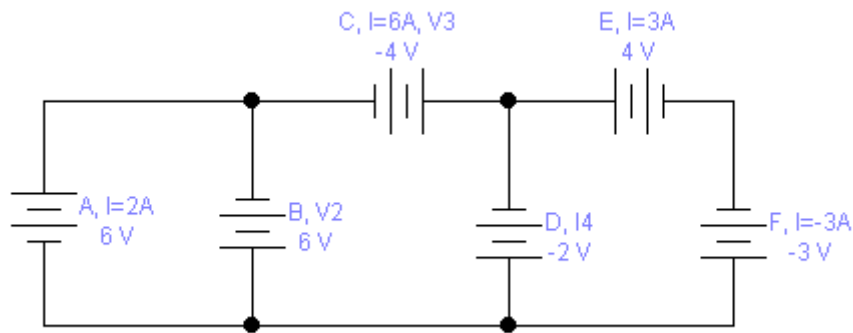 C, I=6A, V3
-4 V
E, I=3A
4 V
A, I=2A
6 V
B, V2
6 V
D, I4
-2 V
F, I=-3A
-3 V